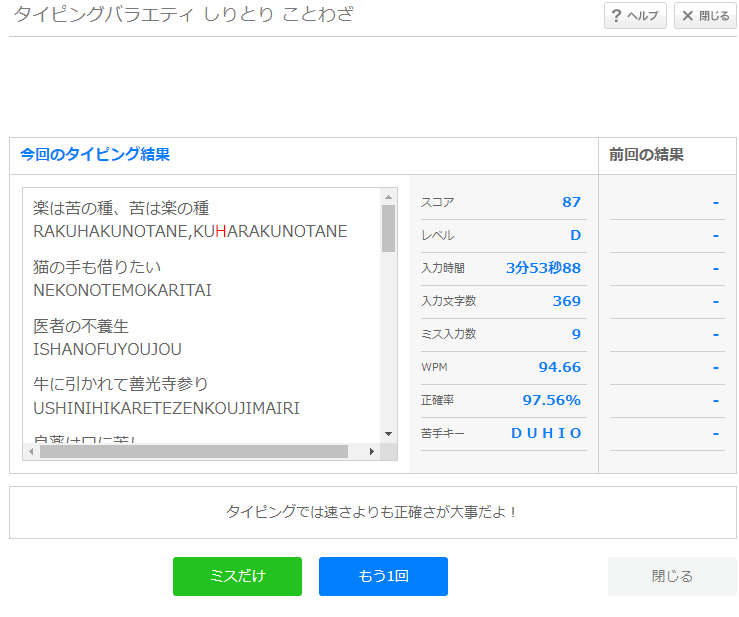 タイピングバラエティ しりとり ことわざ
? ヘルプ
× 閉じる
今回のタイピング結果
前回の結果
楽は苦の種、苦は楽の種
RAKUHAKUNOTANE,KUHARAKUNOTANE
猫の手も借りたい
NEKONOTEMOKARITAI
医者の不養生
ISHANOFUYOUJOU
牛に引かれて善光寺参り
USHINIHIKARETEZENKOUJIMAIRI
良薬は口に苦し
スコア 87 -
レベル D -
入力時間 3分53秒88 -
入力文字数 369 -
ミス入力数 9 -
WPM 94.66 -
正確率 97.56% -
苦手キー D U H I O -
タイピングでは速さよりも正確さが大事だよ！
ミスだけ
もう1回
閉じる